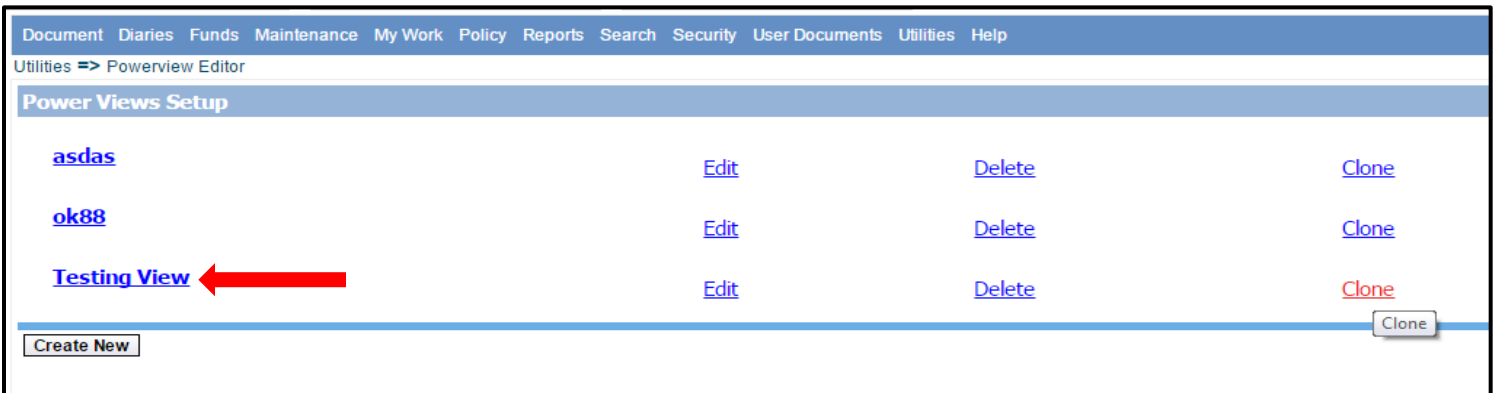 Document Diaries Funds Maintenance My Work Policy Reports Search Security User Documents Utilities Help
Utilities => Powerview Editor
Power Views Setup
asdas Edit Delete Clone
ok88 Edit Delete Clone
Testing View Edit Delete Clone
Clone
Create New